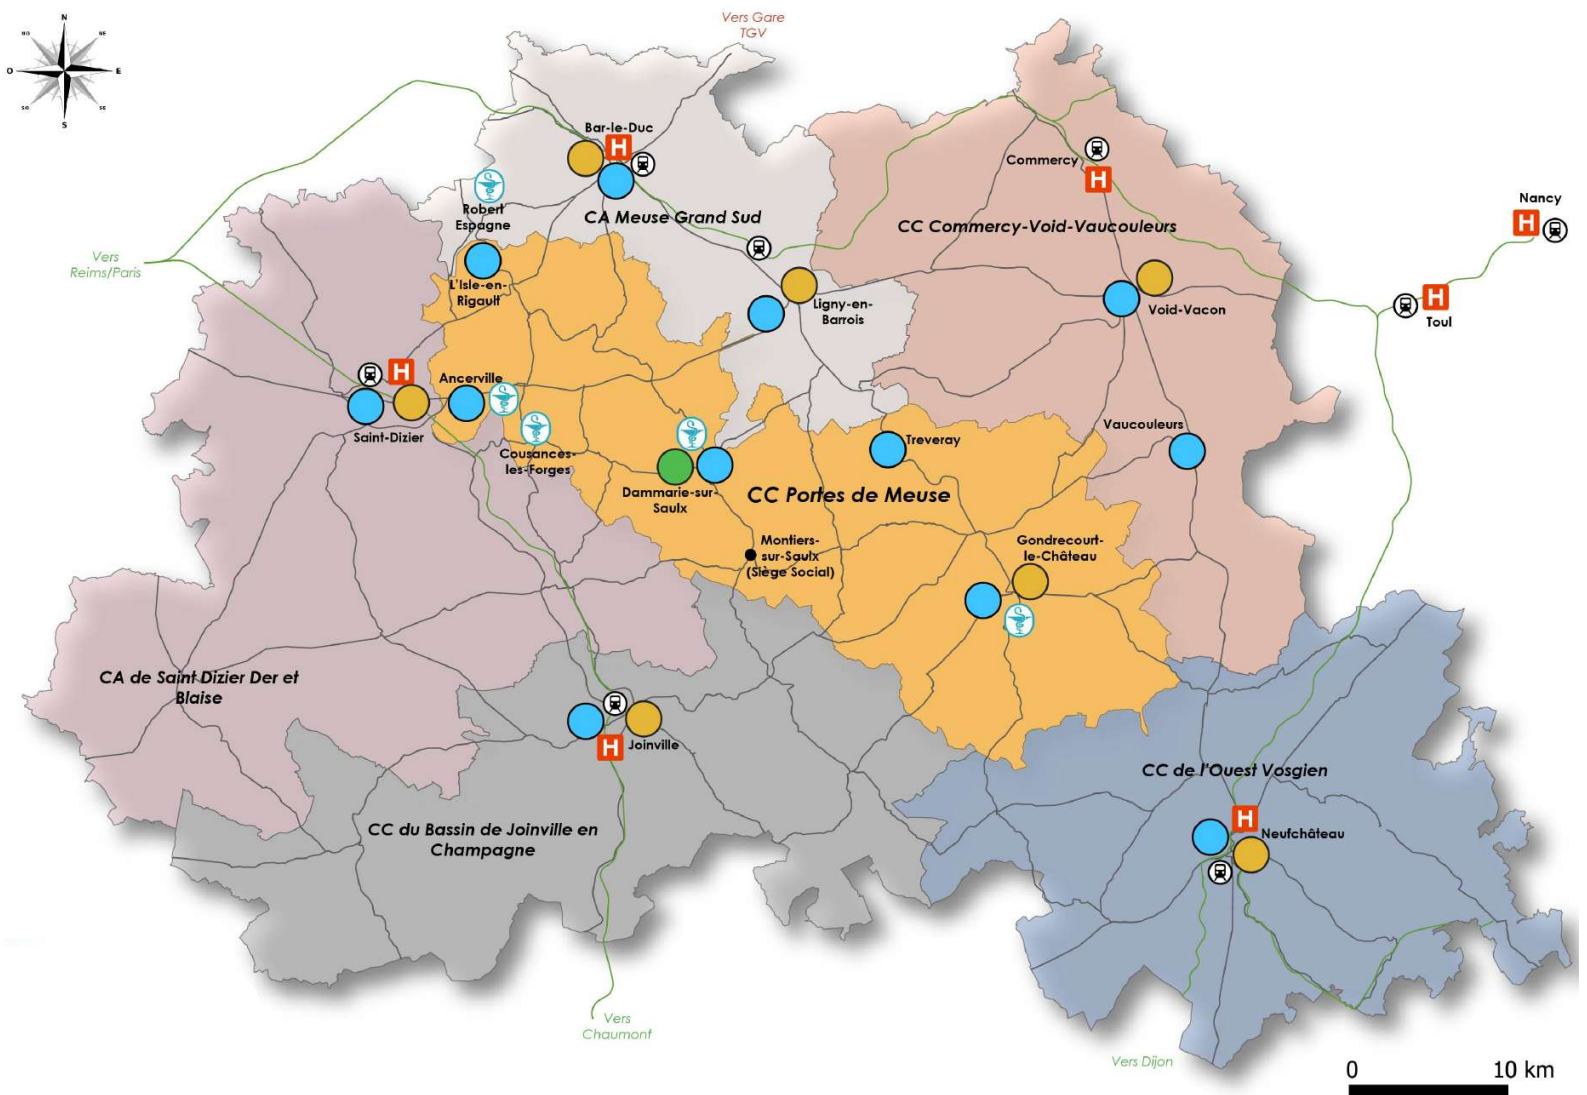 N
NO
NE
O
E
SO
SE
S
Vers Gare
TGV
Bar-le-Duc
H
Commercy
H
Robert
Espagne
CA Meuse Grand Sud
CC Commercy-Void-Vaucouleurs
Nancy
H
Vers
Reims/Paris
L'Isle-en-
Rigault
Ligny-en-
Barrois
Void-Vacon
H
Toul
H
Ancerville
Saint-Dizier
Cousances-
les-Forges
Treveray
Vaucouleurs
Dammarie-sur-
Saulx
CC Portes de Meuse
Montiers-
sur-Saulx
(Siège Social)
Gondrecourt-
le-Château
CA de Saint Dizier Der et
Blaise
H
Joinville
CC de l'Ouest Vosgien
CC du Bassin de Joinville en
Champagne
H
Neufchâteau
Vers
Chaumont
Vers Dijon
0
10 km